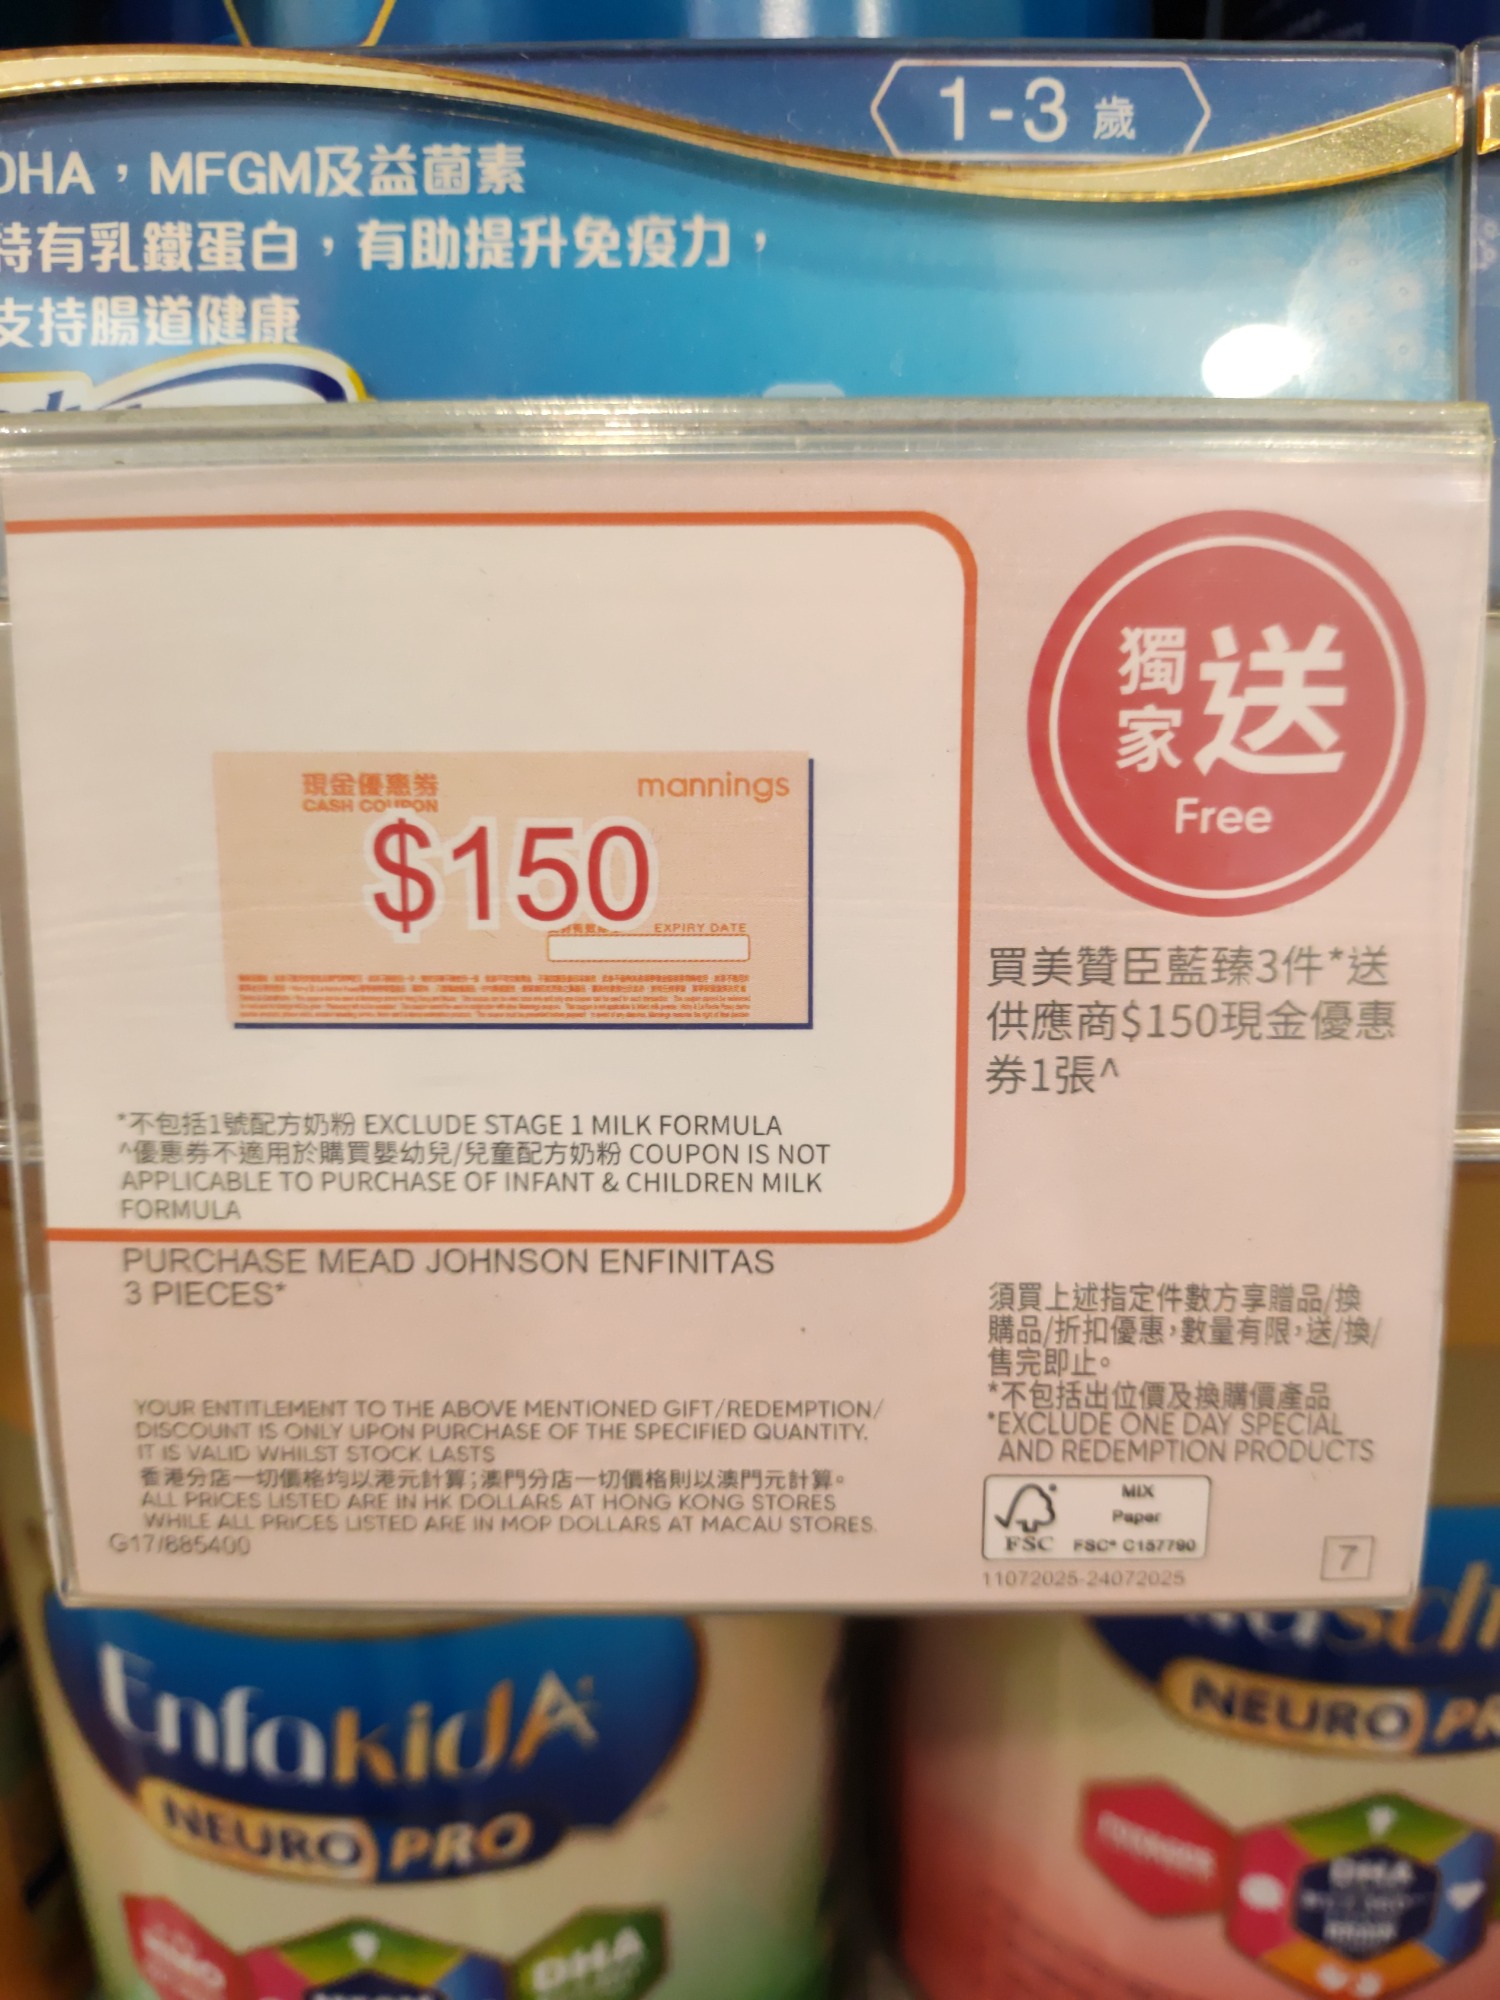 1-3 歲
DHA，MFGM及益菌素
特有乳鐵蛋白，有助提升免疫力，
支持腸道健康
獨家 送
Free
現金優惠券
mannings
CASH COUPON
$150
EXPIRY DATE
買美贊臣藍臻3件*送
供應商$150現金優惠
券1張^
*不包括1號配方奶粉 EXCLUDE STAGE 1 MILK FORMULA
^優惠券不適用於購買嬰幼兒/兒童配方奶粉 COUPON IS NOT
APPLICABLE TO PURCHASE OF INFANT & CHILDREN MILK
FORMULA
PURCHASE MEAD JOHNSON ENFINITAS
3 PIECES*
須買上述指定件數方享贈品/換
購品/折扣優惠，數量有限，送/換/
售完即止。
*不包括出位價及換購價產品
*EXCLUDE ONE DAY SPECIAL
AND REDEMPTION PRODUCTS
YOUR ENTITLEMENT TO THE ABOVE MENTIONED GIFT/REDEMPTION/
DISCOUNT IS ONLY UPON PURCHASE OF THE SPECIFIED QUANTITY.
IT IS VALID WHILST STOCK LASTS
香港分店一切價格均以港元計算；澳門分店一切價格則以澳門元計算。
ALL PRICES LISTED ARE IN HK DOLLARS AT HONG KONG STORES
WHILE ALL PRICES LISTED ARE IN MOP DOLLARS AT MACAU STORES.
G17/885400
MIX
Paper
FSC FSC® C157790
11072025-24072025
7
EnfakidA+
NEURO PRO
NEURO PR
DHA
DHA